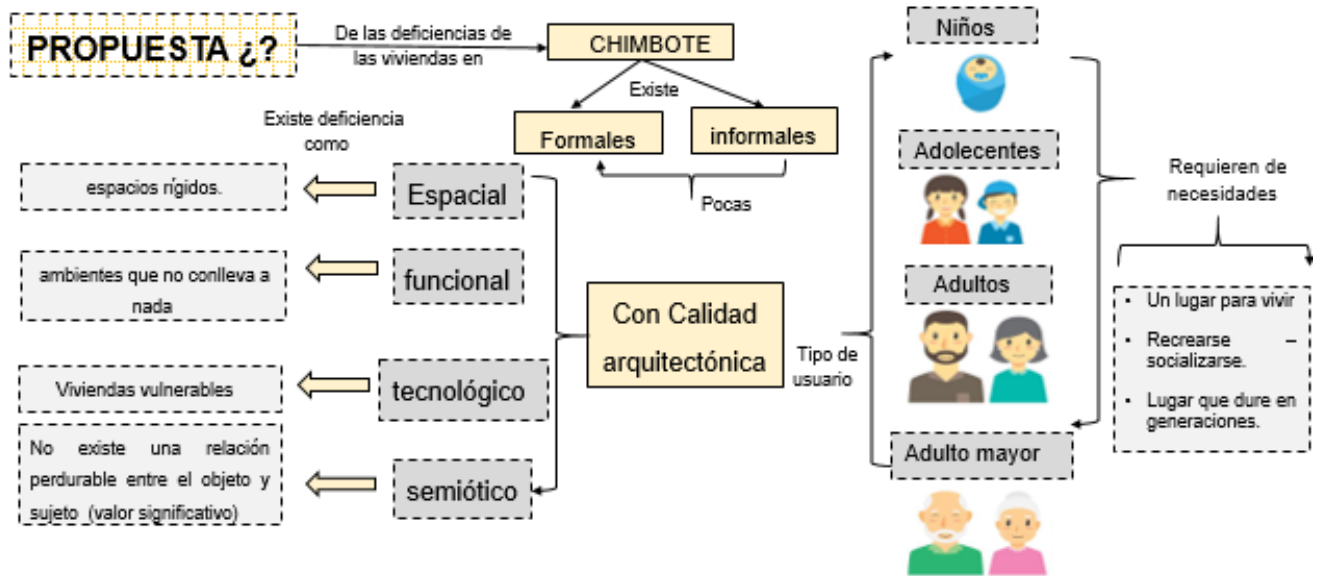 PROPUESTA ¿?
De las deficiencias de
las viviendas en
CHIMBOTE
Existe
Formales
informales
Pocas
Existe deficiencia
como
espacios rígidos.
Espacial
ambientes que no conlleva a
nada
funcional
Viviendas vulnerables
tecnológico
No existe una relación
perdurable entre el objeto y
sujeto (valor significativo)
semiótico
Con Calidad
arquitectónica
Tipo de
usuario
Niños
Adolecentes
Adultos
Adulto mayor
Requieren de
necesidades
• Un lugar para vivir
• Recrearse –
socializarse.
• Lugar que dure en
generaciones.